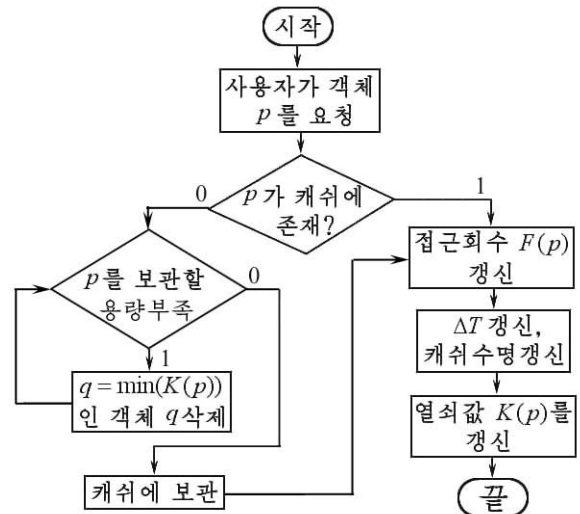 시작
사용자가 객체
p를 요청
p가 캐쉬에
존재?
0
1
p를 보관할
용량부족
0
1
q = min(K(p))
인 객체 q삭제
캐쉬에 보관
접근회수 F(p)
갱신
ΔT 갱신,
캐쉬수명갱신
열쇠값 K(p)를
갱신
끝